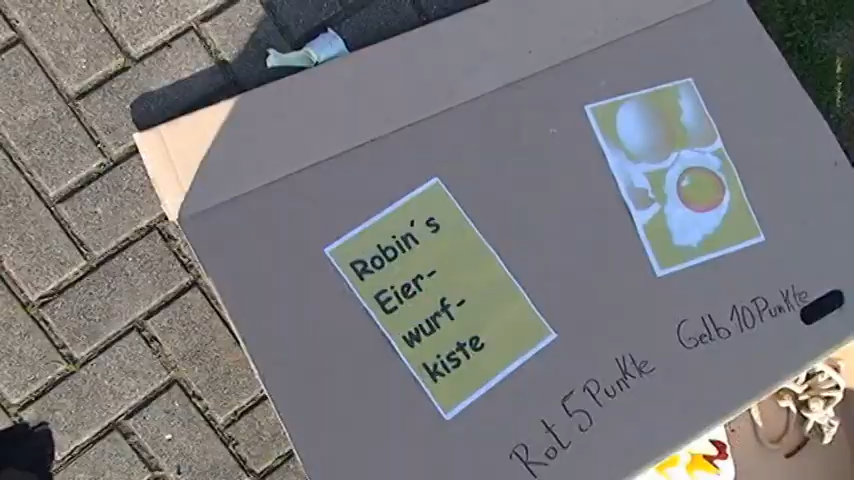 Robin´s
Eier-
wurf-
kiste
Rot 5 Punkte
Gelb 10 Punkte